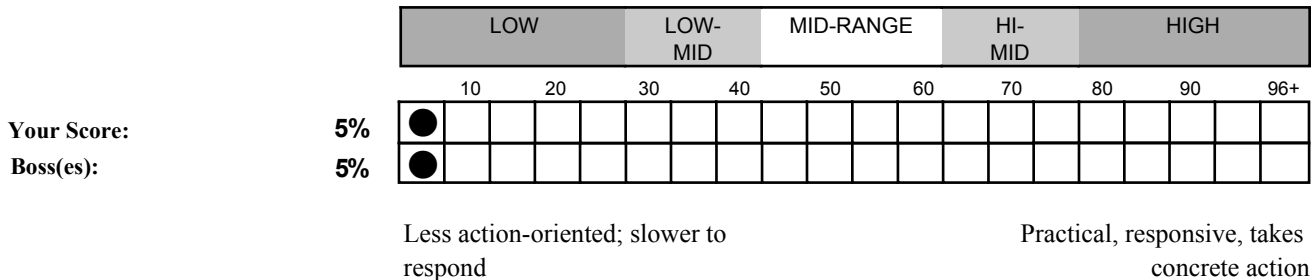 LOW LOW- MID-RANGE HI- HIGH
MID MID
10 20 30 40 50 60 70 80 90 96+
Your Score: 5%
Boss(es): 5%
Less action-oriented; slower to Practical, responsive, takes
respond concrete action